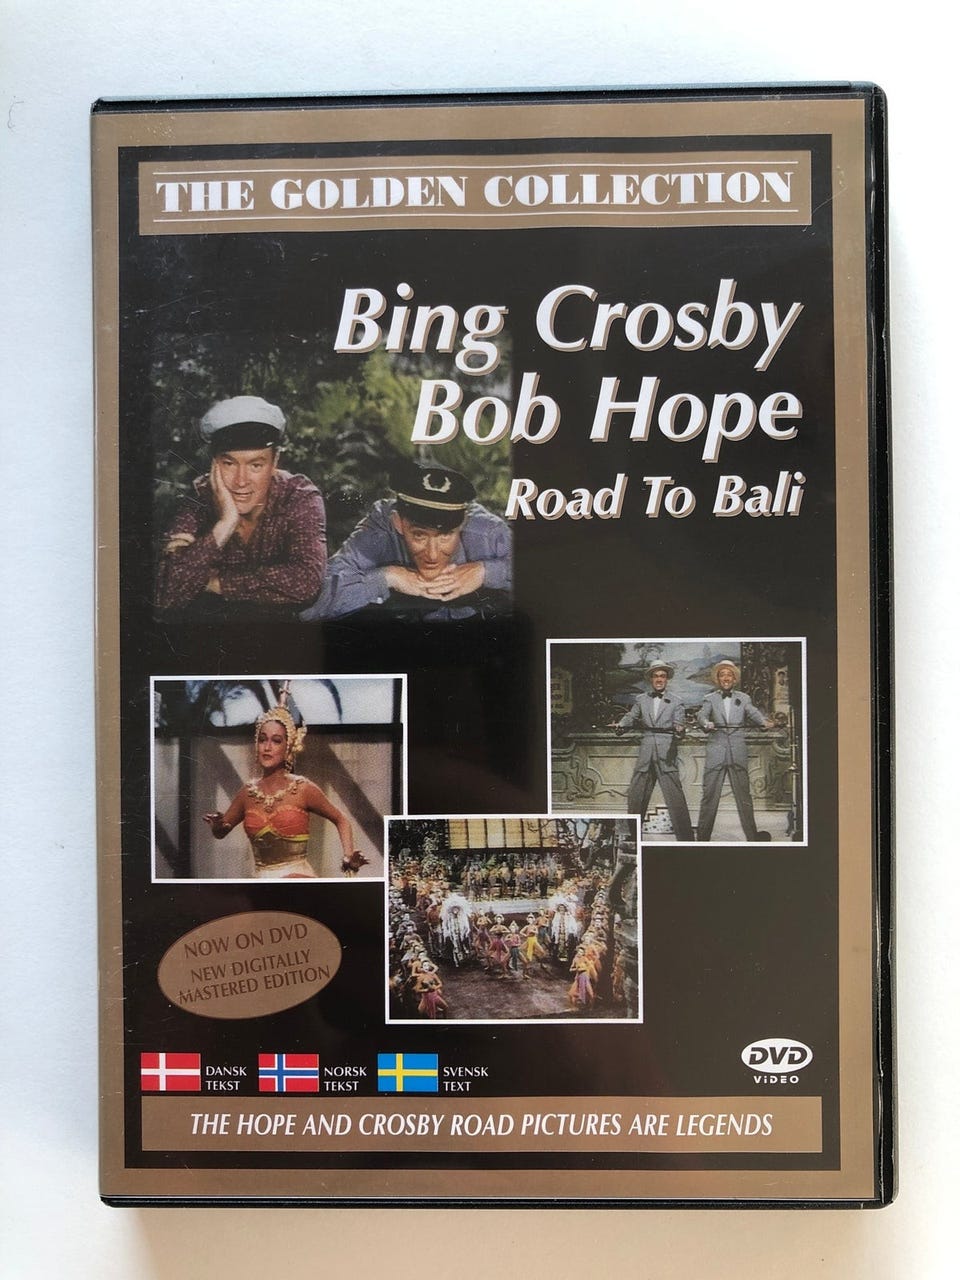 THE GOLDEN COLLECTION
Bing Crosby
Bob Hope
Road To Bali
NOW ON DVD
NEW DIGITALLY
MASTERED EDITION
DANSK
TEKST
NORSK
TEKST
SVENSK
TEXT
DVD
VIDEO
THE HOPE AND CROSBY ROAD PICTURES ARE LEGENDS